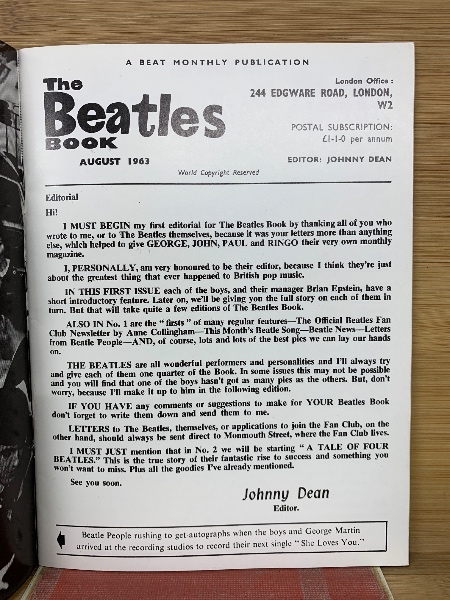 A BEAT MONTHLY PUBLICATION
The
Beatles
BOOK
AUGUST 1963
London Office :
244 EDGWARE ROAD, LONDON,
W2
POSTAL SUBSCRIPTION:
£1-1-0 per annum
EDITOR: JOHNNY DEAN
World Copyright Reserved
Editorial
Hi!
I MUST BEGIN my first editorial for The Beatles Book by thanking all of you who
wrote to me, or to The Beatles themselves, because it was your letters more than anything
else, which helped to give GEORGE, JOHN, PAUL and RINGO their very own monthly
magazine.
I, PERSONALLY, am very honoured to be their editor, because I think they're just
about the greatest thing that ever happened to British pop music.
IN THIS FIRST ISSUE each of the boys, and their manager Brian Epstein, have a
short introductory feature. Later on, we'll be giving you the full story on each of them in
turn. But that will take quite a few editions of The Beatles Book.
ALSO IN No. 1 are the "firsts" of many regular features—The Official Beatles Fan
Club Newsletter by Anne Collingham—This Month's Beatle Song—Beatle News—Letters
from Beatle People—AND, of course, lots and lots of the best pics we can lay our hands
on.
THE BEATLES are all wonderful performers and personalities and I'll always try
and give each of them one quarter of the Book. In some issues this may not be possible
and you will find that one of the boys hasn't got as many pics as the others. But, don't
worry, because I'll make it up to him in the following edition.
IF YOU HAVE any comments or suggestions to make for YOUR Beatles Book
don't forget to write them down and send them to me.
LETTERS to The Beatles, themselves, or applications to join the Fan Club, on the
other hand, should always be sent direct to Monmouth Street, where the Fan Club lives.
I MUST JUST mention that in No. 2 we will be starting "A TALE OF FOUR
BEATLES." This is the true story of their fantastic rise to success and something you
won't want to miss. Plus all the goodies I've already mentioned.
See you soon.
Johnny Dean
Editor.
Beatle People rushing to get autographs when the boys and George Martin
arrived at the recording studios to record their next single "She Loves You."